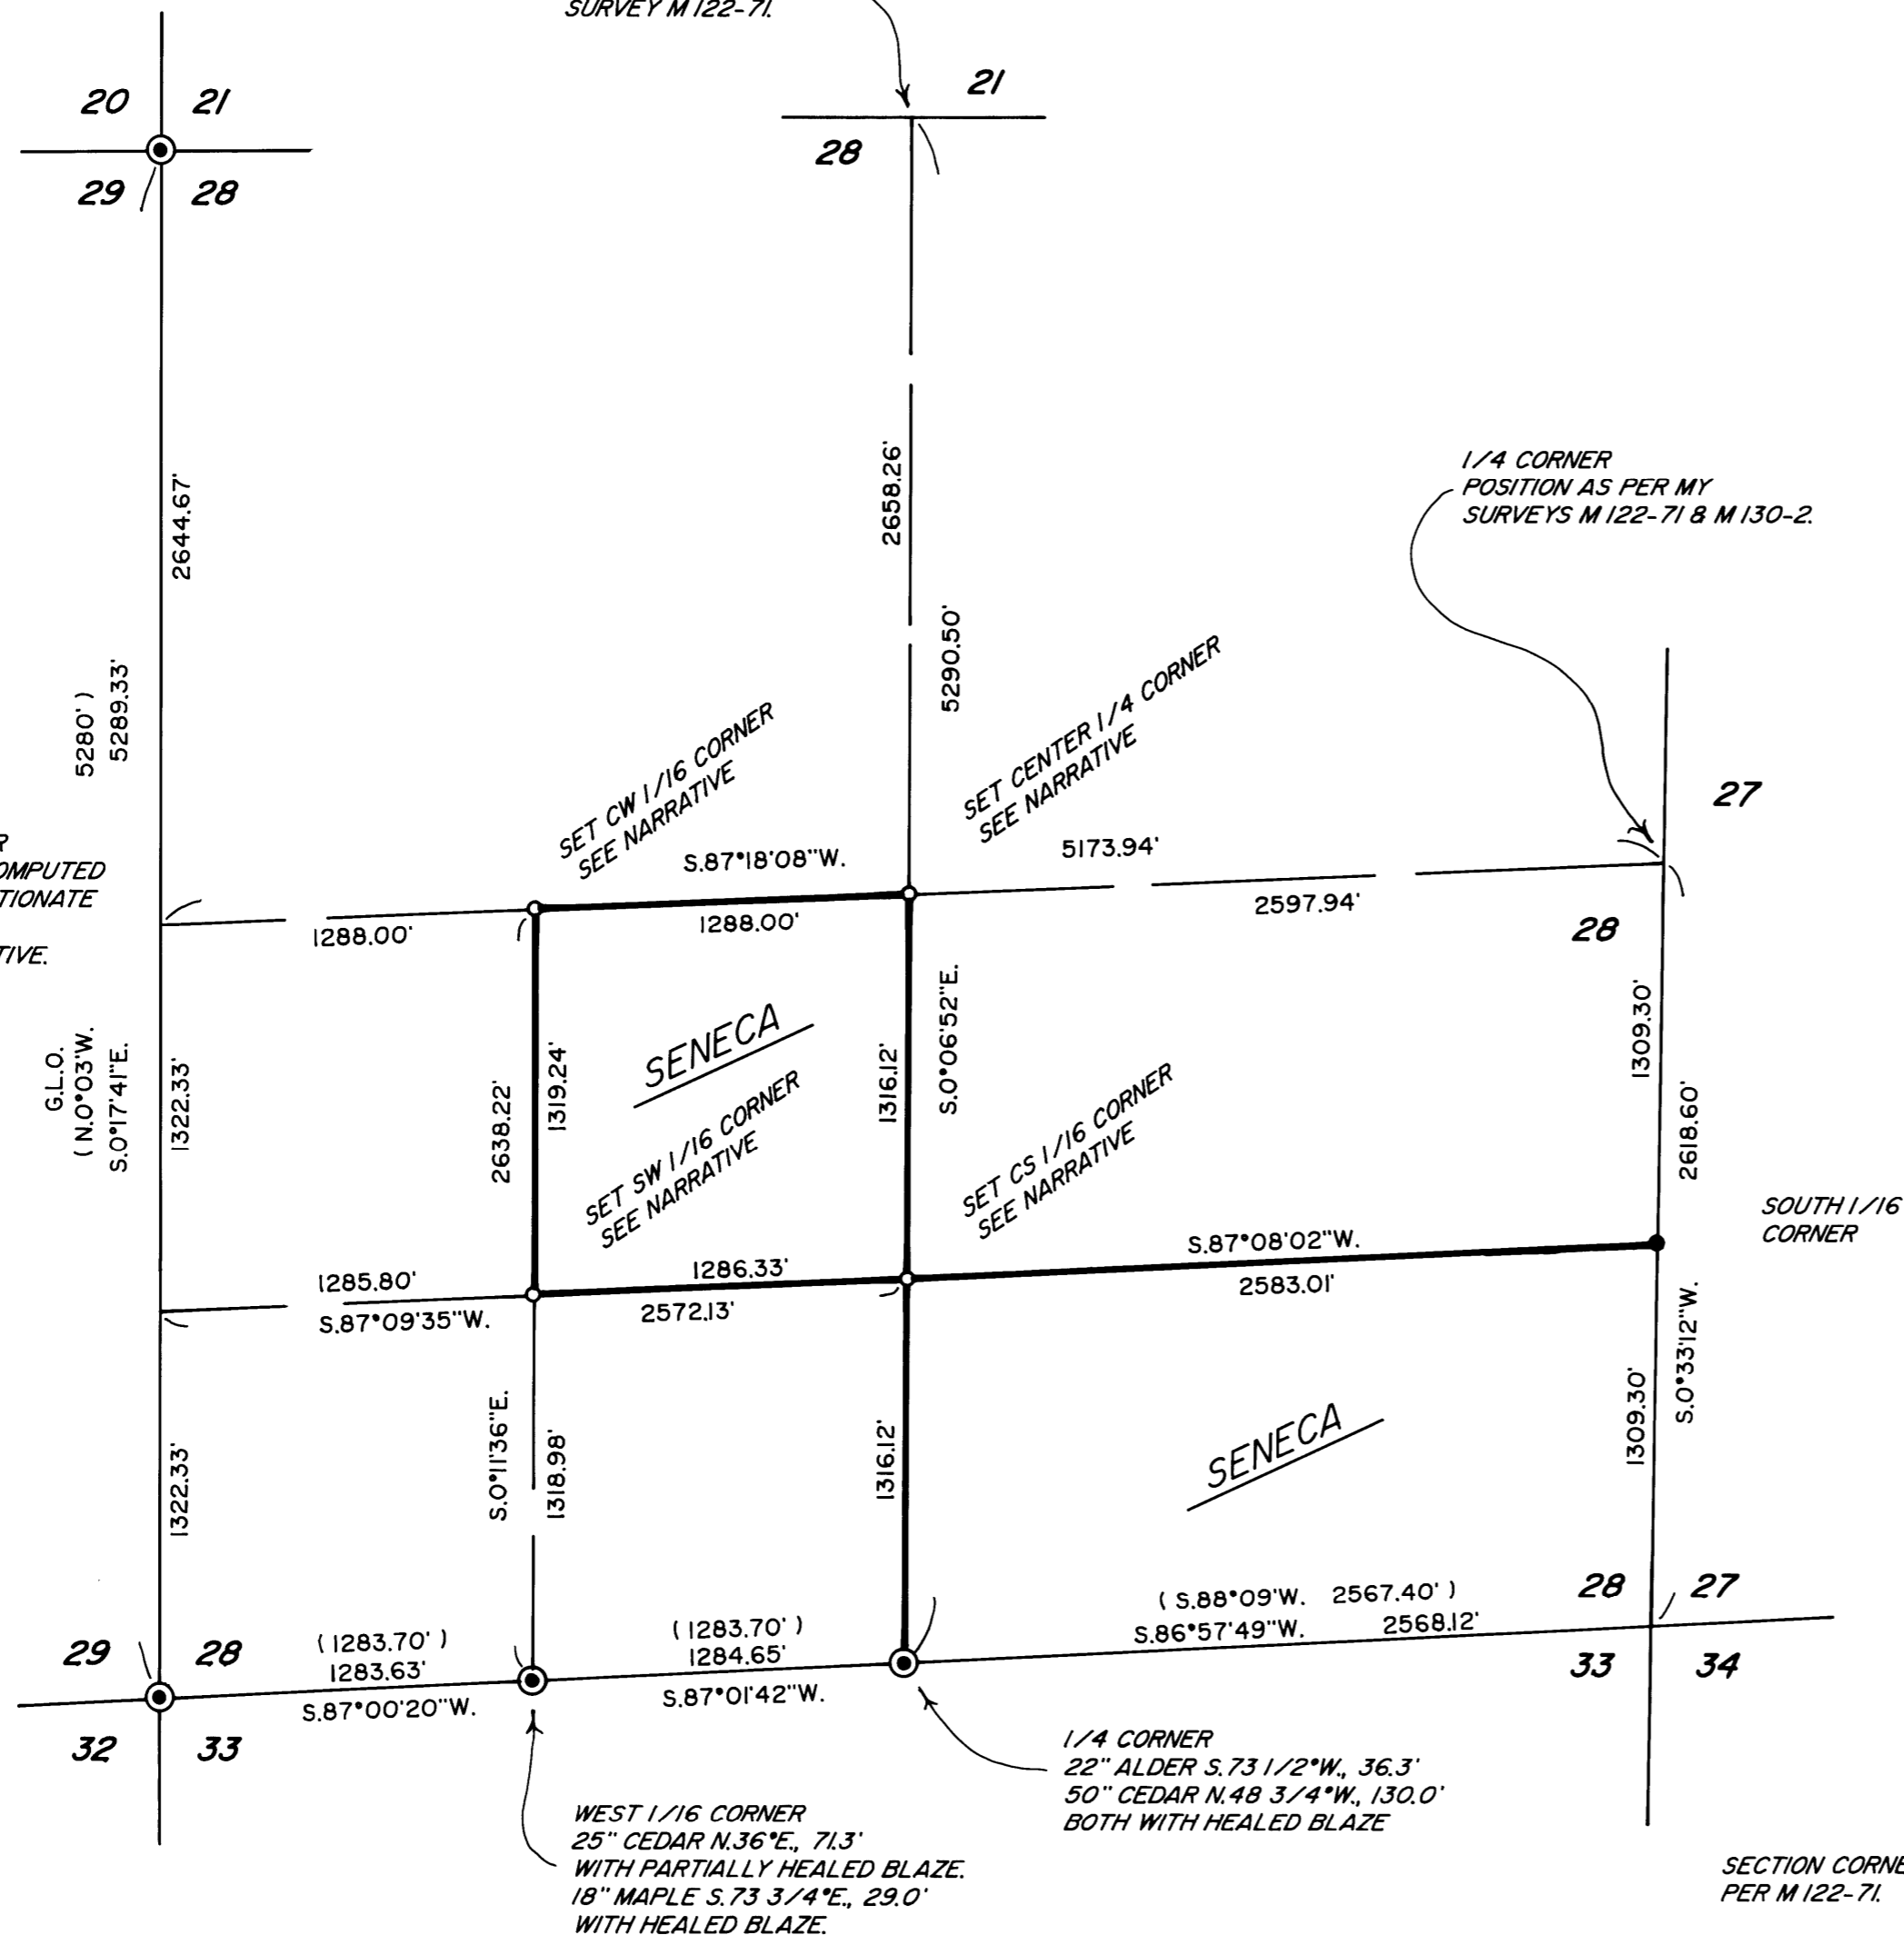 SURVEY M 122-71.
20 21
29 28
21
28
2644.67'
2658.26'
1/4 CORNER
POSITION AS PER MY
SURVEYS M 122-71 & M 130-2.
5280' )
5289.33'
5290.50'
SET CW 1/16 CORNER
SEE NARRATIVE
SET CENTER 1/4 CORNER
SEE NARRATIVE
27
R
OMPUTED
TIONATE
TIVE.
S.87°18'08"W.
5173.94'
1288.00'
1288.00'
2597.94'
28
G.L.O.
( N.0°03'W.
S.0°17'41"E.
1322.33'
2638.22'
1319.24'
SENECA
1316.12'
S.0°06'52"E.
1309.30'
2618.60'
SET SW 1/16 CORNER
SEE NARRATIVE
SET CS 1/16 CORNER
SEE NARRATIVE
SOUTH 1/16
CORNER
1285.80'
S.87°09'35"W.
1286.33'
2572.13'
S.87°08'02"W.
2583.01'
1322.33'
S.0°11'36"E.
1318.98'
1316.12'
SENECA
1309.30'
S.0°33'12"W.
29 28
( 1283.70' )
1283.63'
S.87°00'20"W.
( 1283.70' )
1284.65'
S.87°01'42"W.
( S.88°09'W. 2567.40' )
S.86°57'49"W. 2568.12'
28 27
33 34
32 33
1/4 CORNER
22" ALDER S.73 1/2°W., 36.3'
50" CEDAR N.48 3/4°W., 130.0'
BOTH WITH HEALED BLAZE
WEST 1/16 CORNER
25" CEDAR N.36°E., 71.3'
WITH PARTIALLY HEALED BLAZE.
18" MAPLE S.73 3/4°E., 29.0'
WITH HEALED BLAZE.
SECTION CORNE
PER M 122-71.